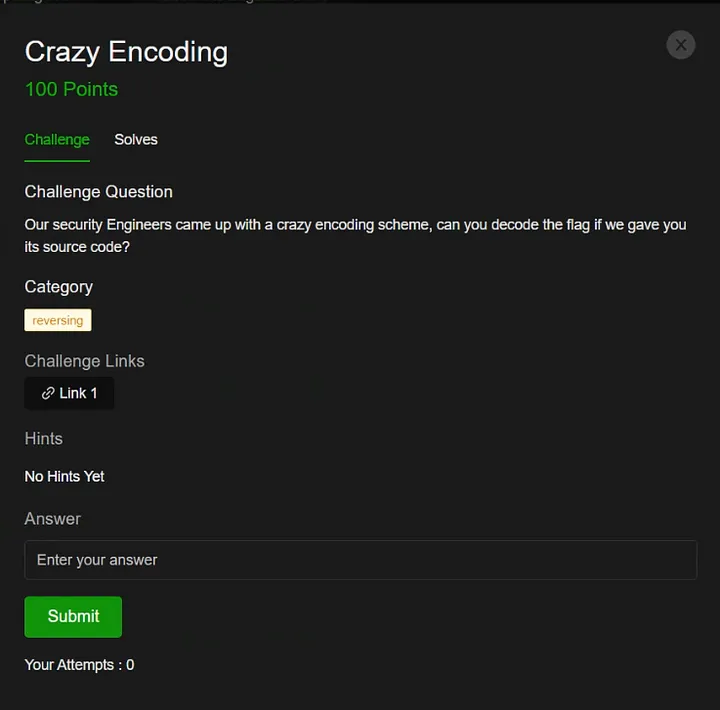 Crazy Encoding
100 Points
Challenge Solves
Challenge Question
Our security Engineers came up with a crazy encoding scheme, can you decode the flag if we gave you
its source code?
Category
reversing
Challenge Links
Link 1
Hints
No Hints Yet
Answer
Enter your answer
Submit
Your Attempts : 0